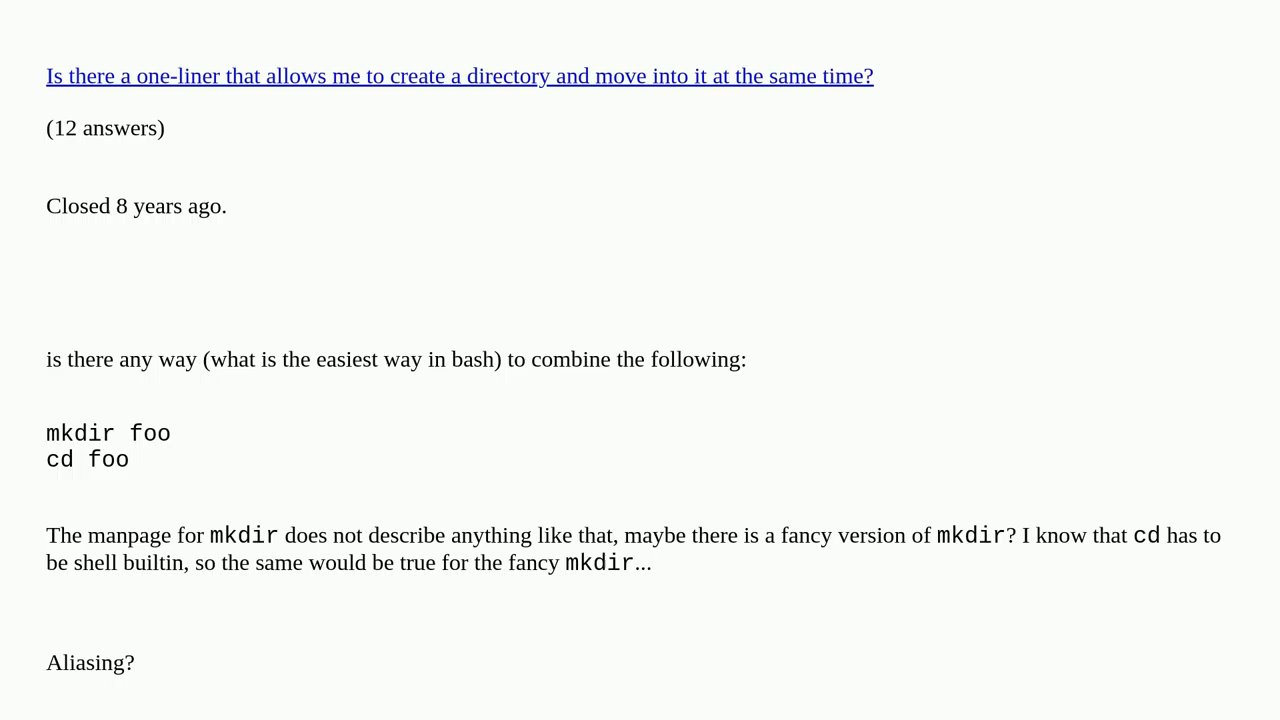 Is there a one-liner that allows me to create a directory and move into it at the same time?
(12 answers)
Closed 8 years ago.
is there any way (what is the easiest way in bash) to combine the following:
mkdir foo
cd foo
The manpage for mkdir does not describe anything like that, maybe there is a fancy version of mkdir? I know that cd has to
be shell builtin, so the same would be true for the fancy mkdir...
Aliasing?